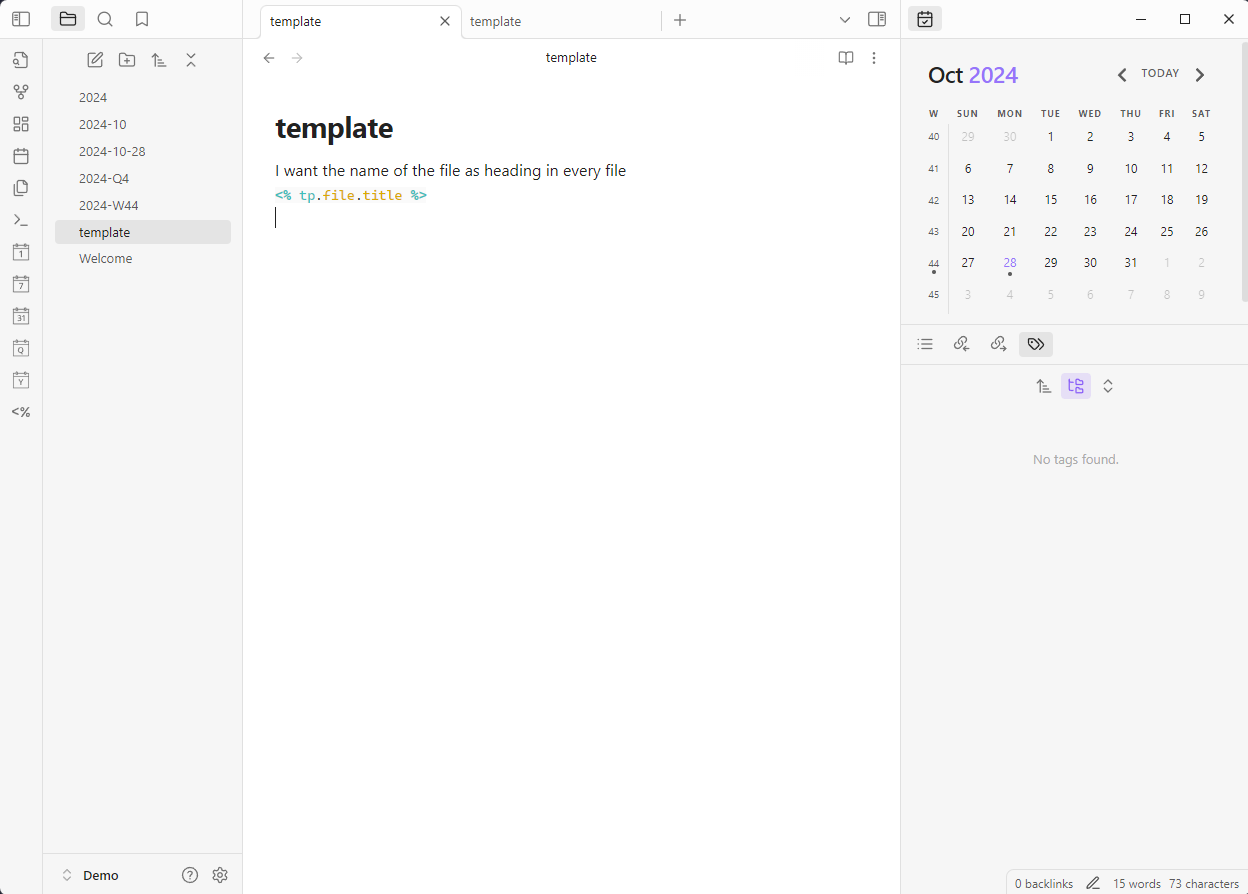 template
template
2024
2024-10
2024-10-28
2024-Q4
2024-W44
template
Welcome
1
7
31
Q
Y
<%
Demo
template
template
I want the name of the file as heading in every file
<% tp.file.title %>
Oct 2024
TODAY
W SUN MON TUE WED THU FRI SAT
40 29 30 1 2 3 4 5
41 6 7 8 9 10 11 12
42 13 14 15 16 17 18 19
43 20 21 22 23 24 25 26
44 27 28 29 30 31 1 2
45 3 4 5 6 7 8 9
No tags found.
0 backlinks 15 words 73 characters